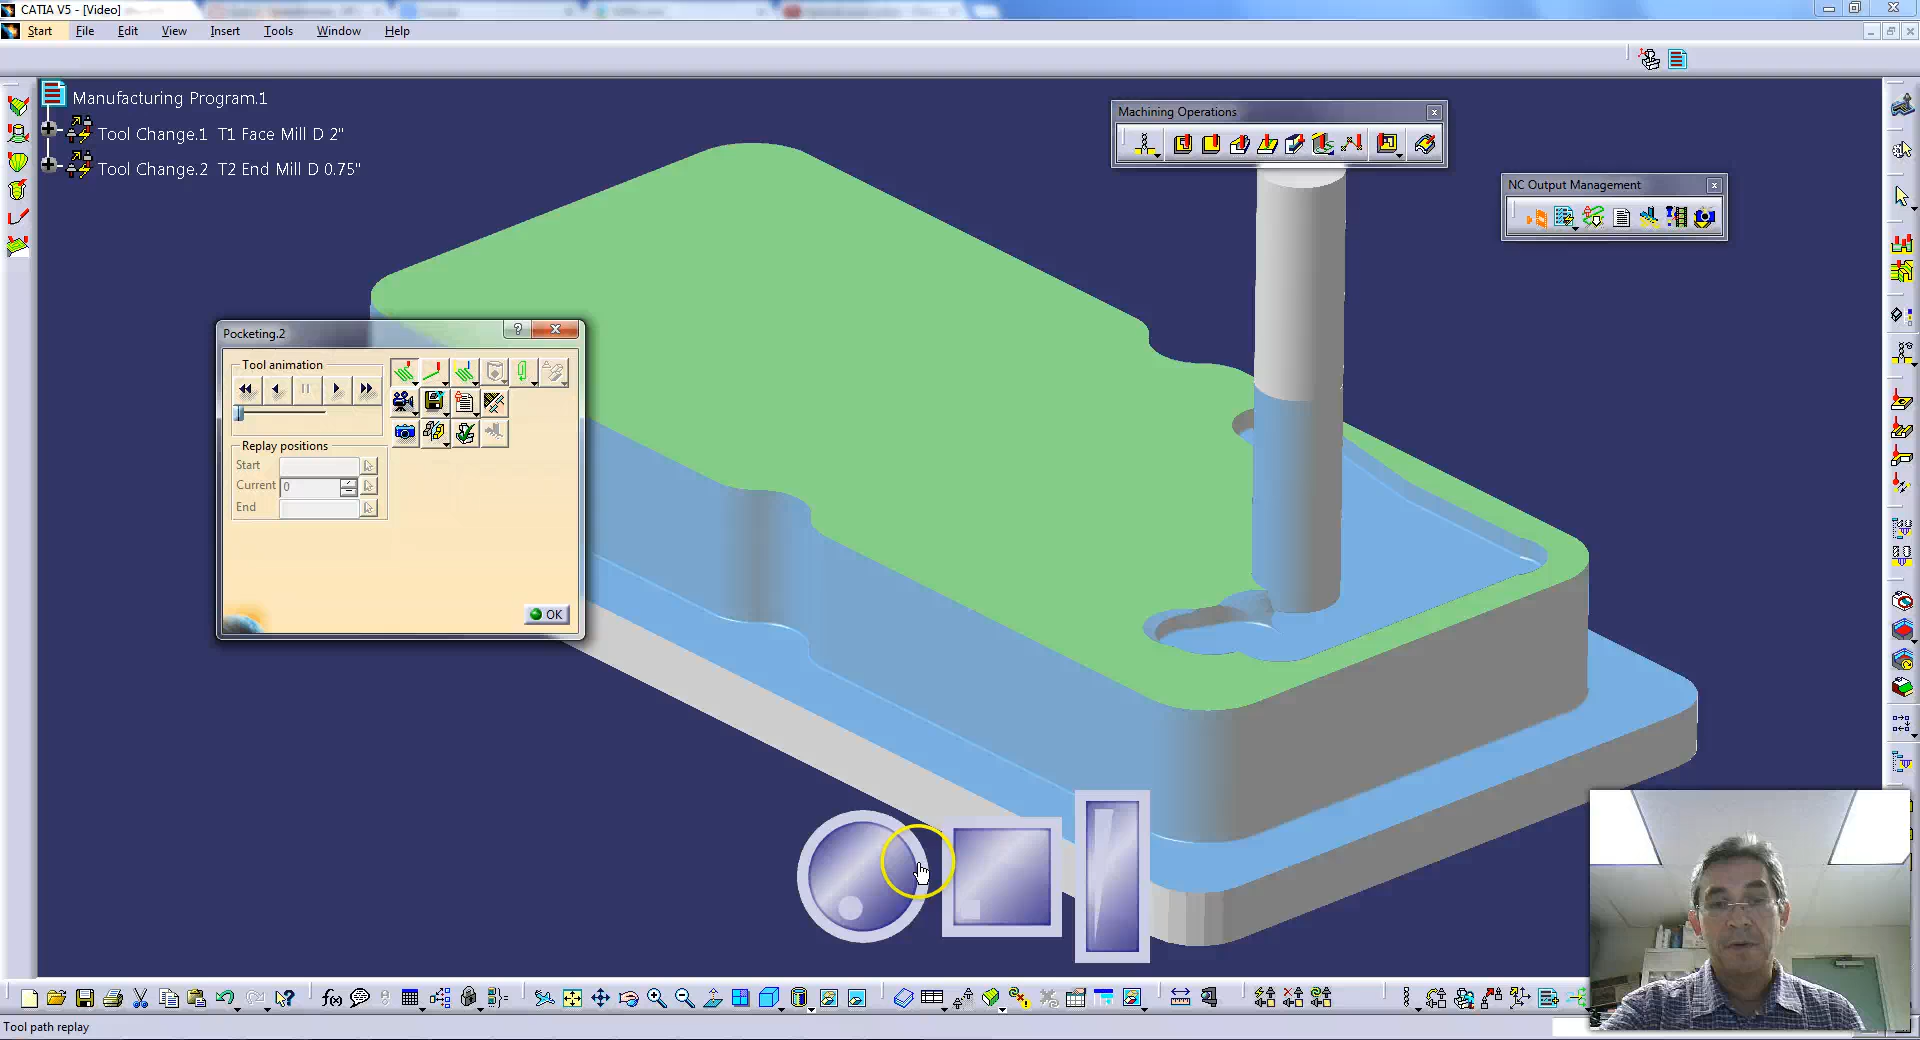 CATIA V5 - [Video]
Start File Edit View Insert Tools Window Help
Manufacturing Program.1
Tool Change.1 T1 Face Mill D 2"
Tool Change.2 T2 End Mill D 0.75"
Machining Operations
NC Output Management
Pocketing.2
Tool animation
Replay positions
Start
Current 0
End
OK
f(x)
Tool path replay